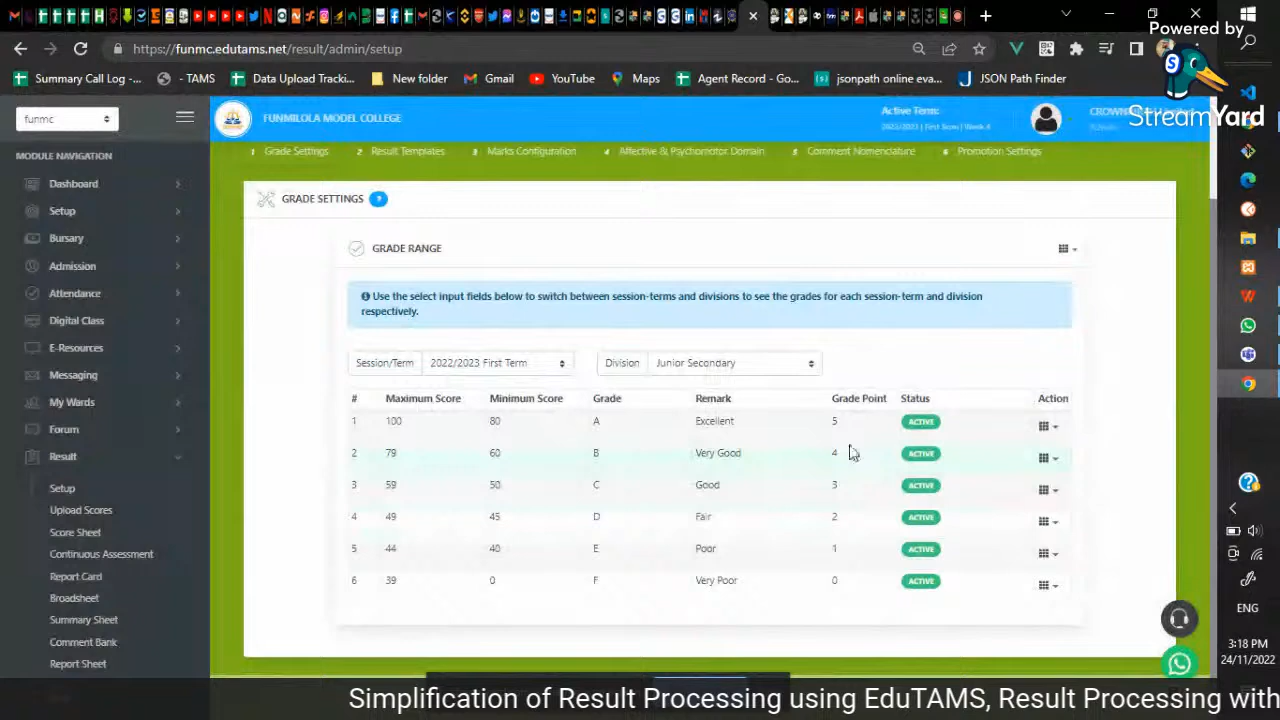 Powered by
StreamYard
https://funmc.edutams.net/result/admin/setup
Summary Call Log -...
- TAMS
Data Upload Tracki...
New folder
Gmail
YouTube
Maps
Agent Record - Go...
jsonpath online eva...
JSON Path Finder
funmc
FUNMILOLA MODEL COLLEGE
Active Term:
MODULE NAVIGATION
1 Grade Settings
2 Result Templates
3 Marks Configuration
4 Affective & Psychomotor Domain
5 Comment Nomenclature
6 Promotion Settings
Dashboard
Setup
Bursary
Admission
Attendance
Digital Class
E-Resources
Messaging
My Wards
Forum
Result
Setup
Upload Scores
Score Sheet
Continuous Assessment
Report Card
Broadsheet
Summary Sheet
Comment Bank
Report Sheet
GRADE SETTINGS ?
GRADE RANGE
Use the select input fields below to switch between session-terms and divisions to see the grades for each session-term and division
respectively.
Session/Term 2022/2023 First Term
Division Junior Secondary
# Maximum Score Minimum Score Grade Remark Grade Point Status Action
1 100 80 A Excellent 5 ACTIVE
2 79 60 B Very Good 4 ACTIVE
3 59 50 C Good 3 ACTIVE
4 49 45 D Fair 2 ACTIVE
5 44 40 E Poor 1 ACTIVE
6 39 0 F Very Poor 0 ACTIVE
ENG
3:18 PM
24/11/2022
Simplification of Result Processing using EduTAMS, Result Processing with